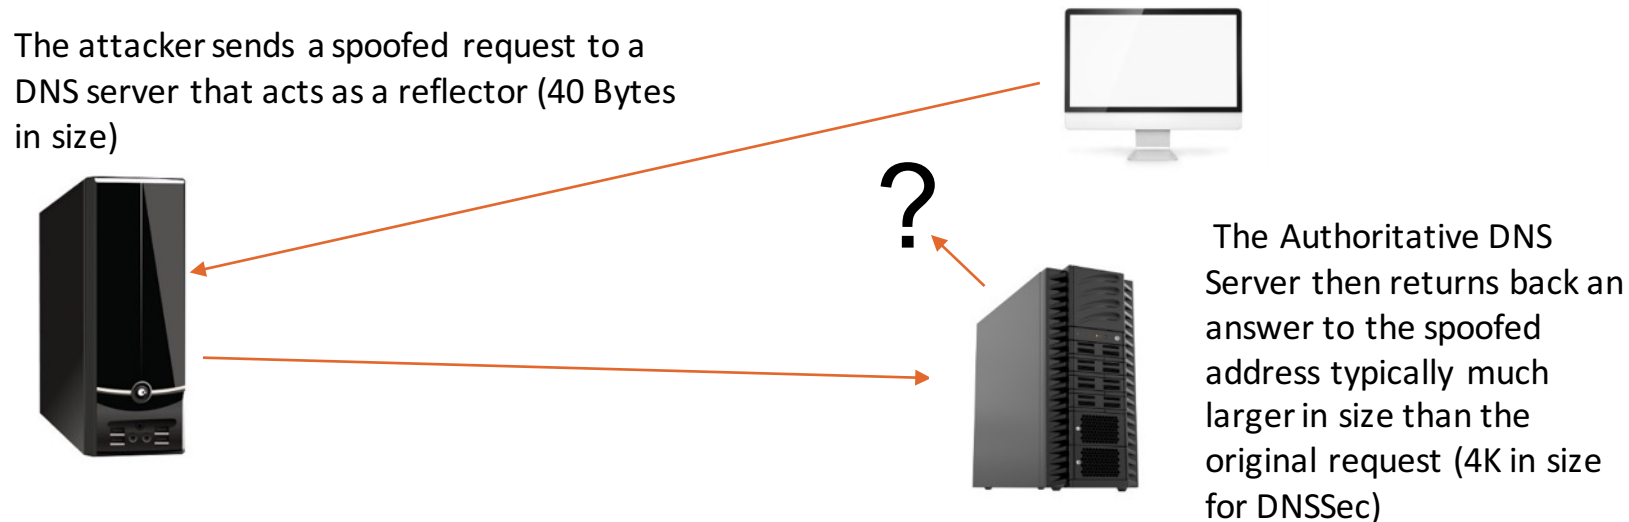 The attacker sends a spoofed request to a
DNS server that acts as a reflector (40 Bytes
in size)
?
The Authoritative DNS
Server then returns back an
answer to the spoofed
address typically much
larger in size than the
original request (4K in size
for DNSSec)